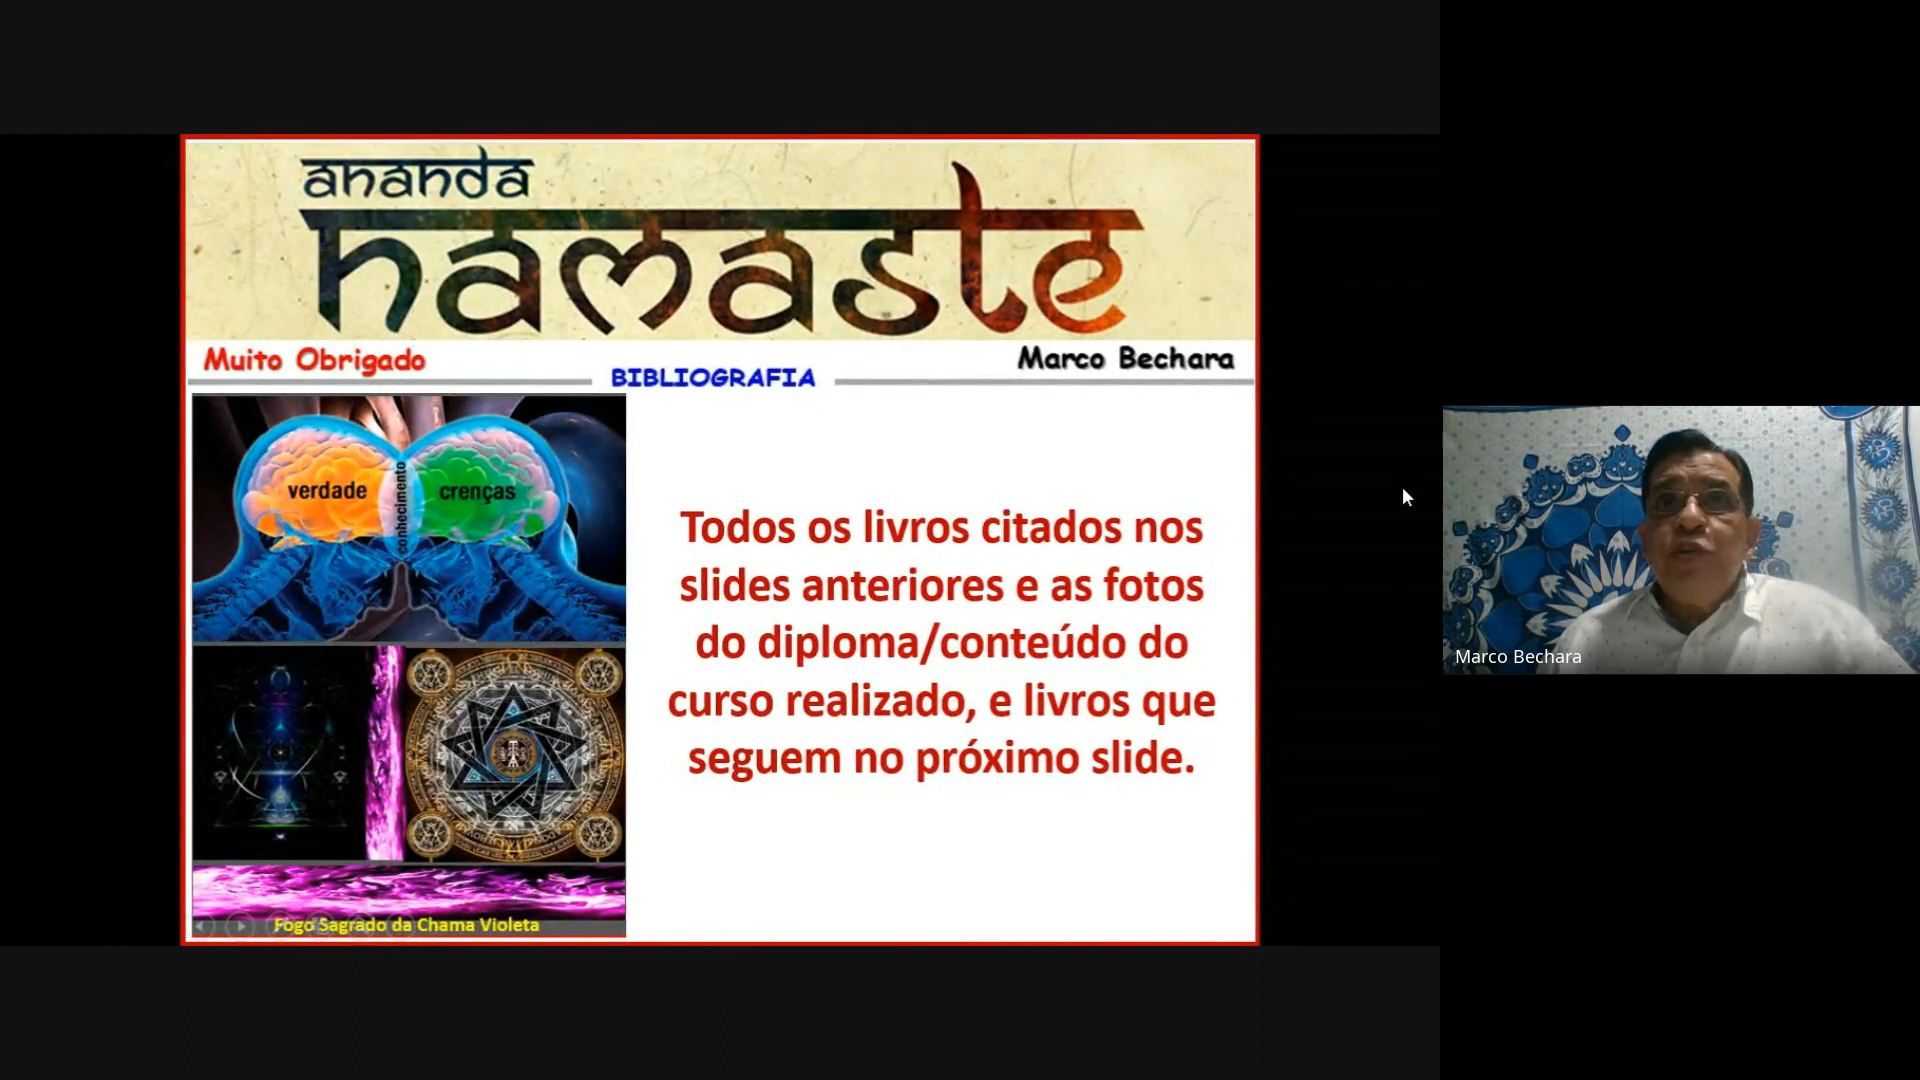 ananda
namaste
Muito Obrigado
Marco Bechara
BIBLIOGRAFIA
verdade
conhecimento
crenças
Todos os livros citados nos
slides anteriores e as fotos
do diploma/conteúdo do
curso realizado, e livros que
seguem no próximo slide.
Fogo Sagrado da Chama Violeta
Marco Bechara